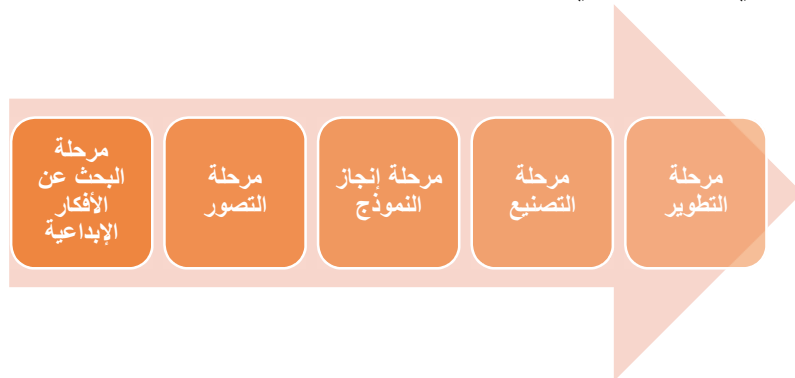 مرحلة
البحث عن
الأفكار
الإبداعية
مرحلة
التصور
مرحلة إنجاز
النموذج
مرحلة
التصنيع
مرحلة
التطوير